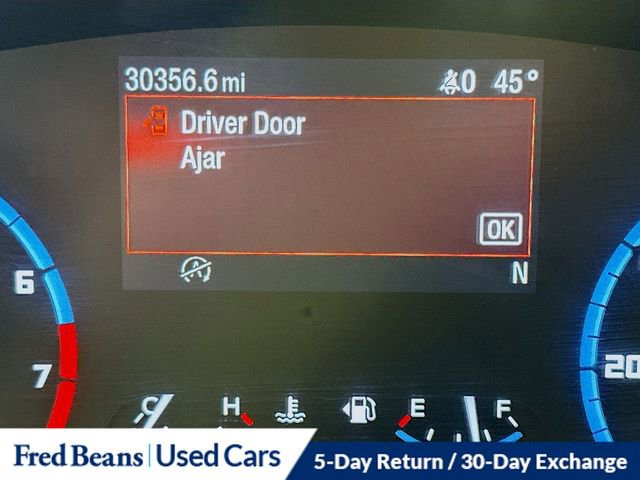 30356.6 mi 0 45°
Driver Door
Ajar
OK
A N
6
7
20
C H E F
Fred Beans Used Cars
5-Day Return / 30-Day Exchange